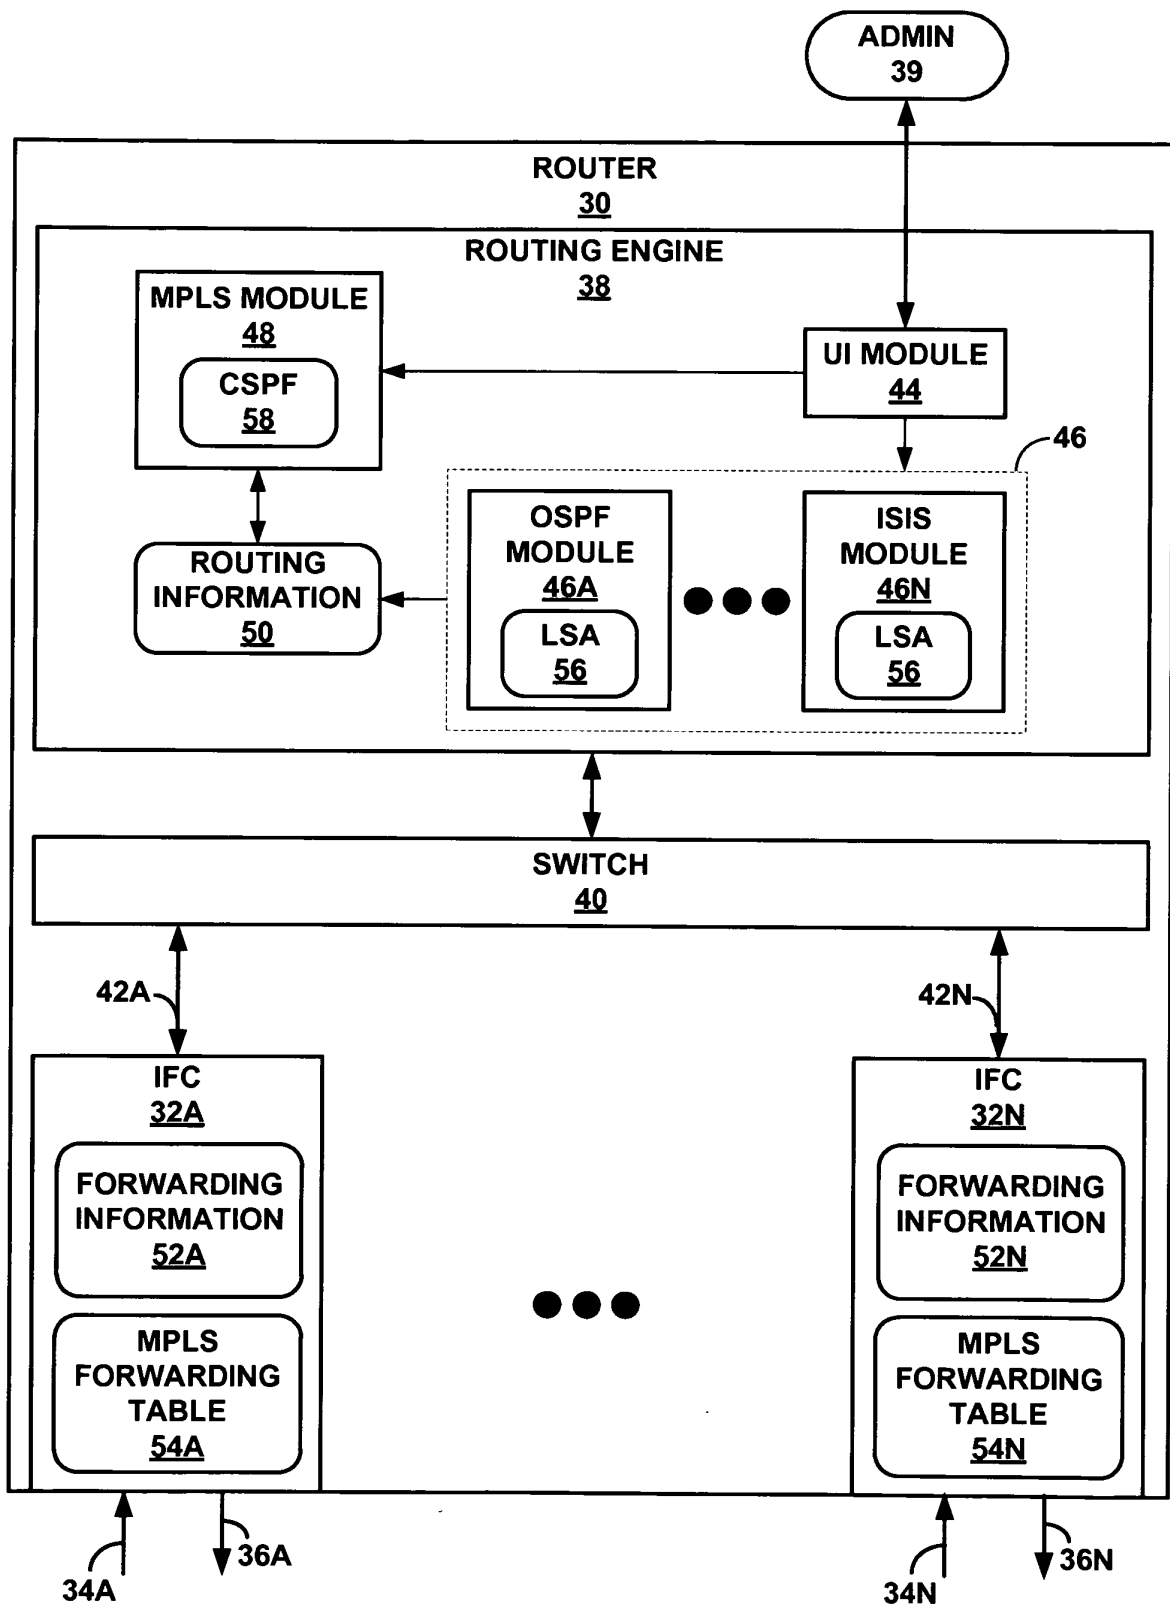 ADMIN
39
ROUTER
30
ROUTING ENGINE
38
MPLS MODULE
48
CSPF
58
UI MODULE
44
46
ROUTING
INFORMATION
50
OSPF
MODULE
46A
LSA
56
ISIS
MODULE
46N
LSA
56
SWITCH
40
42A
42N
IFC
32A
FORWARDING
INFORMATION
52A
MPLS
FORWARDING
TABLE
54A
IFC
32N
FORWARDING
INFORMATION
52N
MPLS
FORWARDING
TABLE
54N
34A
36A
34N
36N